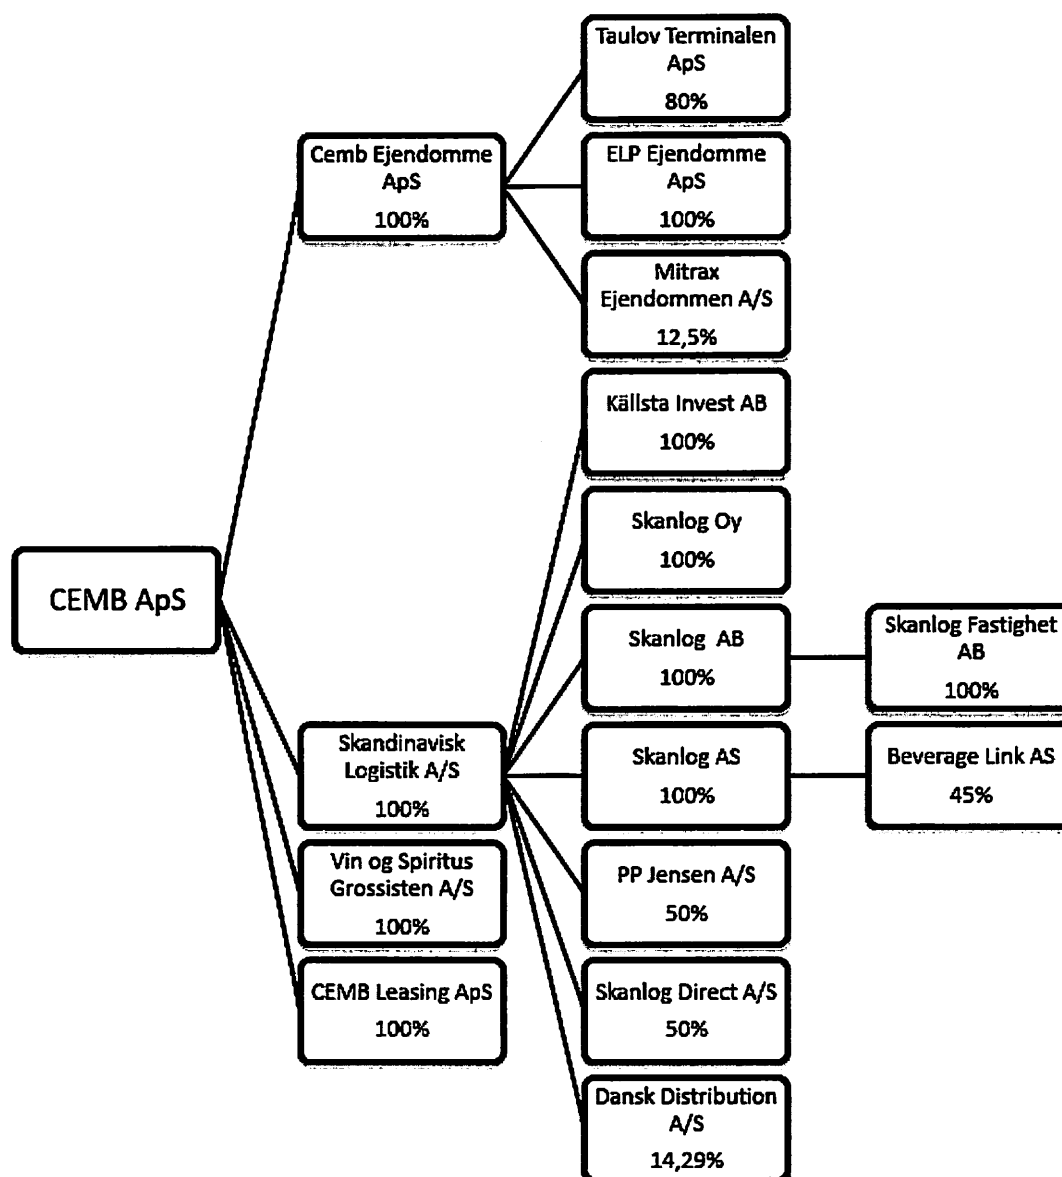 Taulov Terminalen
ApS
80%
Cemb Ejendomme
ApS
100%
ELP Ejendomme
ApS
100%
Mitrax
Ejendommen A/S
12,5%
Källsta Invest AB
100%
Skanlog Oy
100%
CEMB ApS
Skanlog AB
100%
Skanlog Fastighet
AB
100%
Skandinavisk
Logistik A/S
100%
Skanlog AS
100%
Beverage Link AS
45%
Vin og Spiritus
Grossisten A/S
100%
PP Jensen A/S
50%
CEMB Leasing ApS
100%
Skanlog Direct A/S
50%
Dansk Distribution
A/S
14,29%